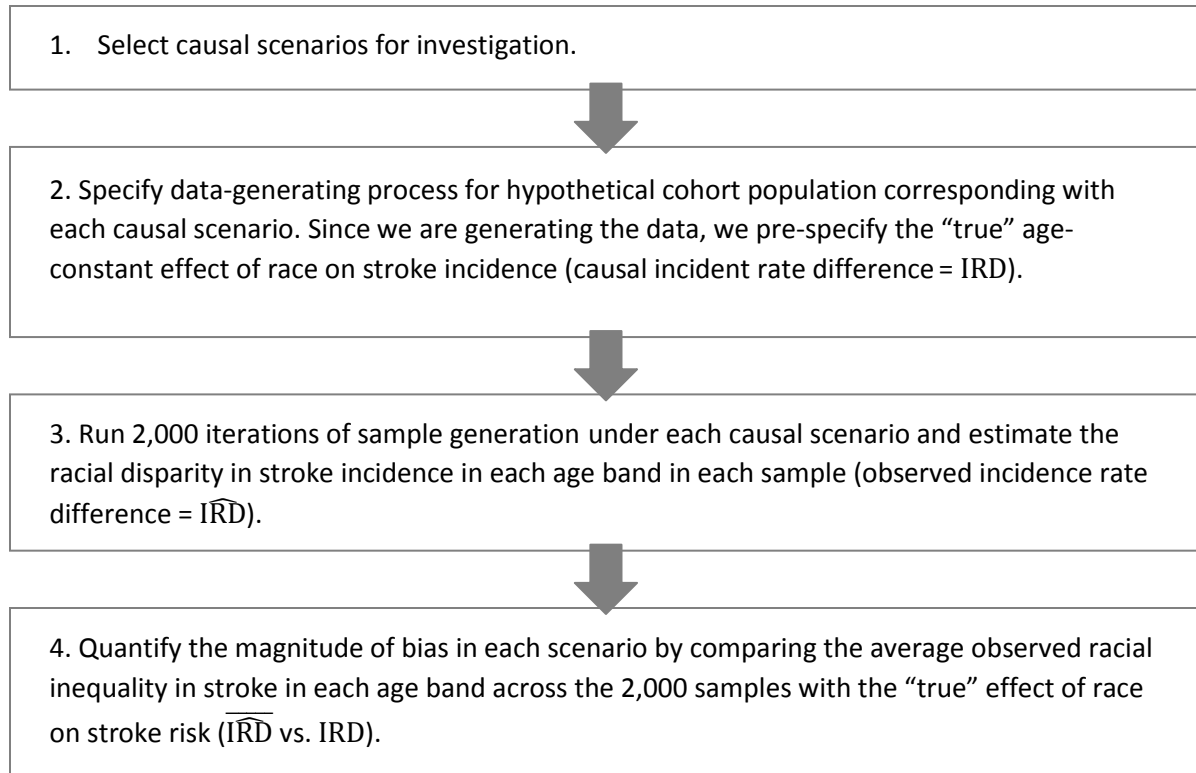 1. Select causal scenarios for investigation.
2. Specify data-generating process for hypothetical cohort population corresponding with
each causal scenario. Since we are generating the data, we pre-specify the “true” age-
constant effect of race on stroke incidence (causal incident rate difference = IRD).
3. Run 2,000 iterations of sample generation under each causal scenario and estimate the
racial disparity in stroke incidence in each age band in each sample (observed incidence rate
difference = I\widehat{RD}).
4. Quantify the magnitude of bias in each scenario by comparing the average observed racial
inequality in stroke in each age band across the 2,000 samples with the “true” effect of race
on stroke risk (\overline{I\widehat{RD}} vs. IRD).